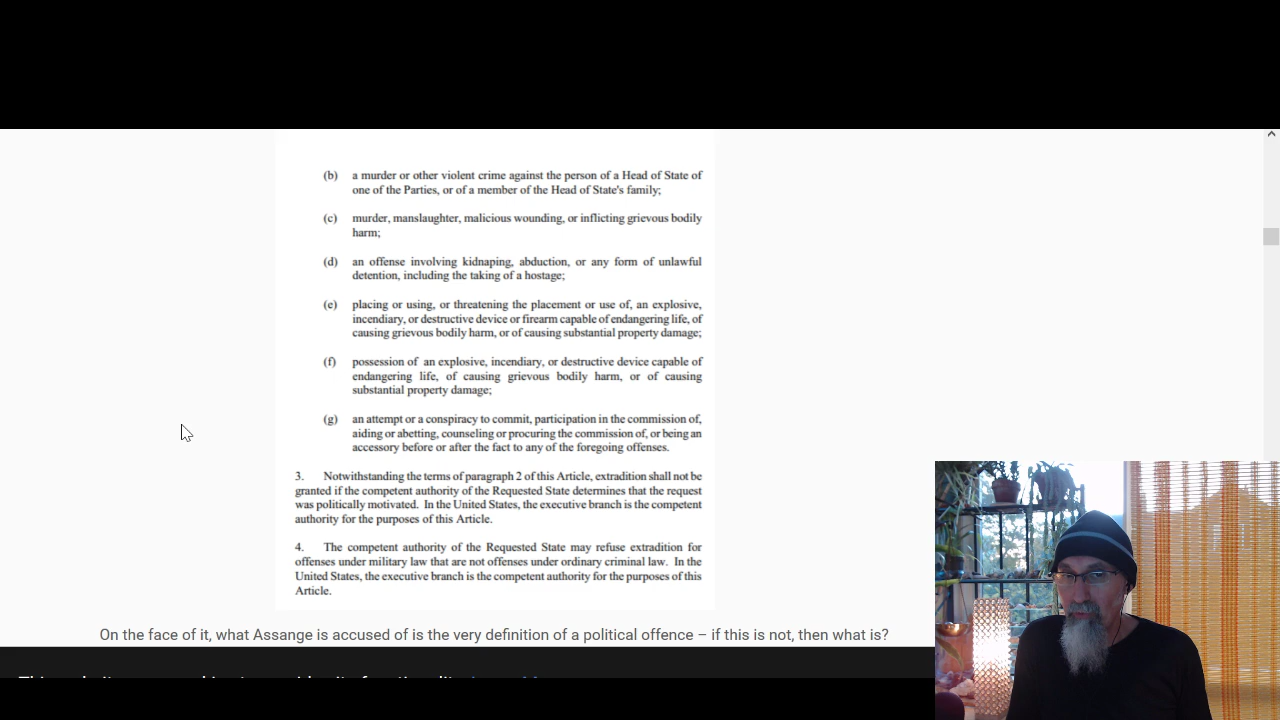 (b) a murder or other violent crime against the person of a Head of State of
one of the Parties, or of a member of the Head of State's family;
(c) murder, manslaughter, malicious wounding, or inflicting grievous bodily
harm;
(d) an offense involving kidnaping, abduction, or any form of unlawful
detention, including the taking of a hostage;
(e) placing or using, or threatening the placement or use of, an explosive,
incendiary, or destructive device or firearm capable of endangering life, of
causing grievous bodily harm, or of causing substantial property damage;
(f) possession of an explosive, incendiary, or destructive device capable of
endangering life, of causing grievous bodily harm, or of causing
substantial property damage;
(g) an attempt or a conspiracy to commit, participation in the commission of,
aiding or abetting, counseling or procuring the commission of, or being an
accessory before or after the fact to any of the foregoing offenses.
3. Notwithstanding the terms of paragraph 2 of this Article, extradition shall not be
granted if the competent authority of the Requested State determines that the request
was politically motivated. In the United States, the executive branch is the competent
authority for the purposes of this Article.
4. The competent authority of the Requested State may refuse extradition for
offenses under military law that are not offenses under ordinary criminal law. In the
United States, the executive branch is the competent authority for the purposes of this
Article.
On the face of it, what Assange is accused of is the very definition of a political offence – if this is not, then what is?